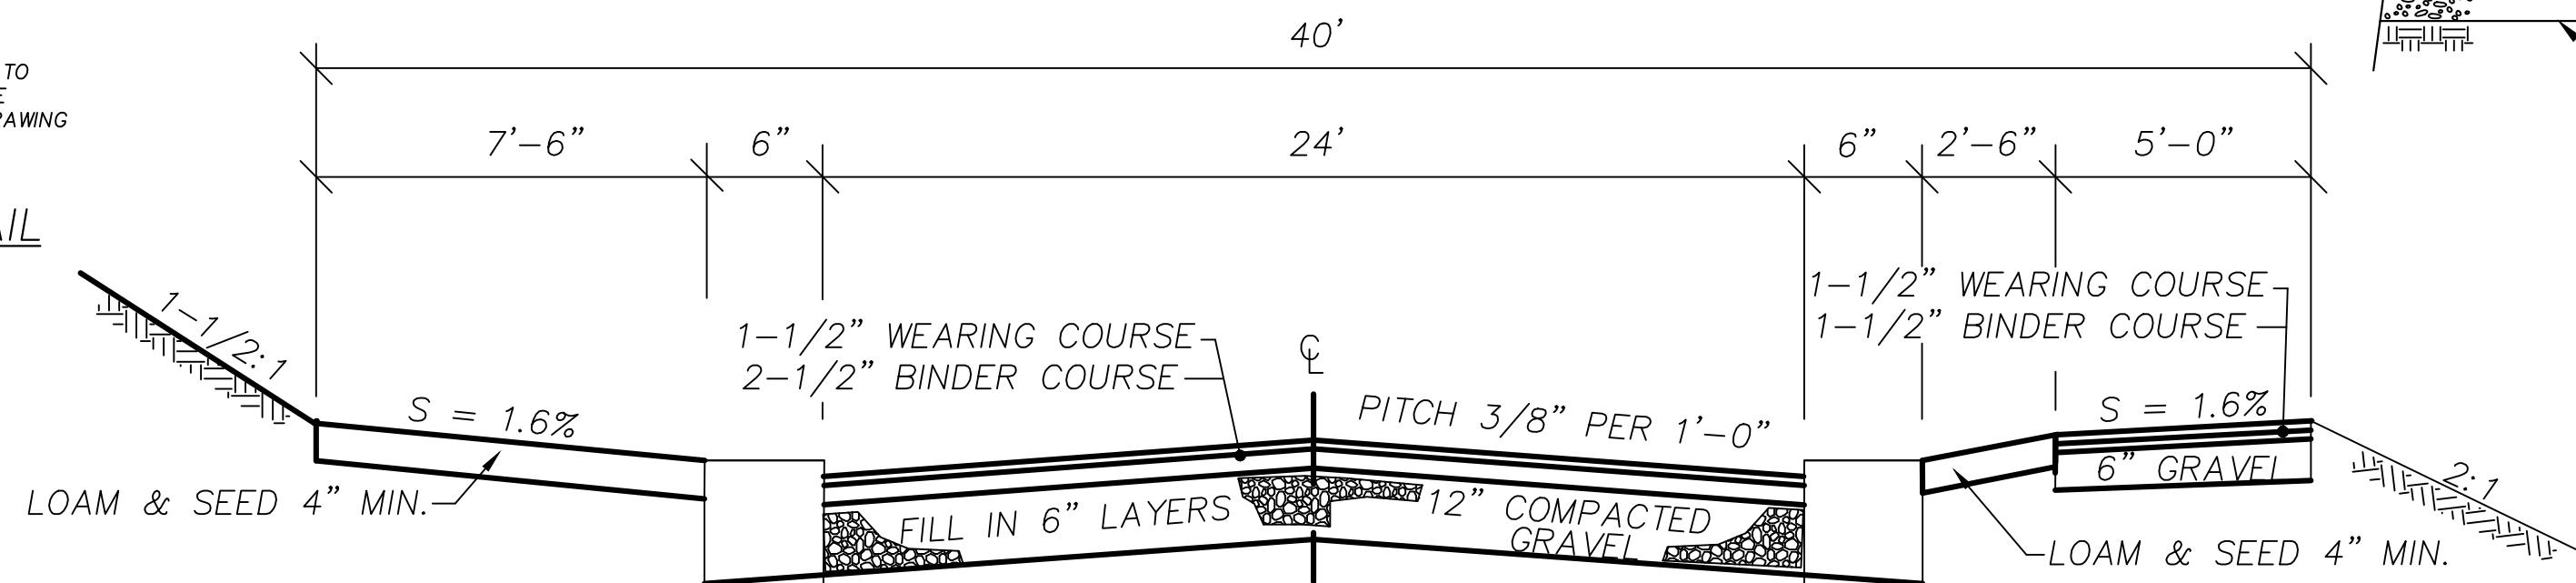 40'
TO
RAWING
7'-6"
6"
24'
6"
2'-6"
5'-0"
1-1/2:1
1-1/2" WEARING COURSE
2-1/2" BINDER COURSE
℄
PITCH 3/8" PER 1'-0"
1-1/2" WEARING COURSE
1-1/2" BINDER COURSE
S = 1.6%
S = 1.6%
6" GRAVEL
2:1
LOAM & SEED 4" MIN.
FILL IN 6" LAYERS
12" COMPACTED
GRAVEL
LOAM & SEED 4" MIN.